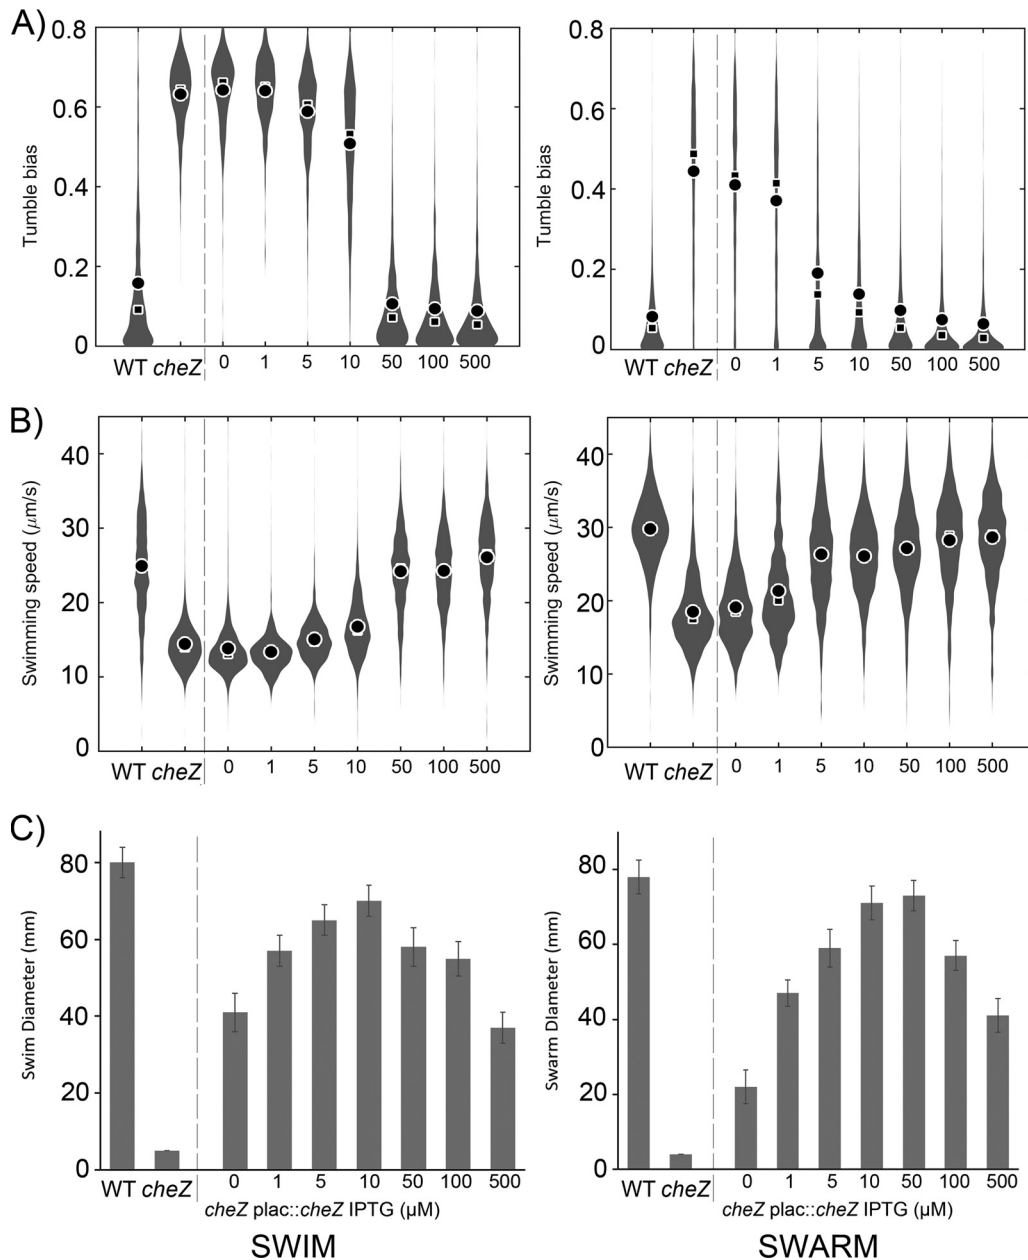 A)
0.8
0.6
0.4
0.2
0
Tumble bias
WT cheZ 0 1 5 10 50 100 500
0.8
0.6
0.4
0.2
0
Tumble bias
WT cheZ 0 1 5 10 50 100 500
B)
40
30
20
10
0
Swimming speed (μm/s)
WT cheZ 0 1 5 10 50 100 500
40
30
20
10
0
Swimming speed (μm/s)
WT cheZ 0 1 5 10 50 100 500
C)
80
60
40
20
0
Swim Diameter (mm)
WT cheZ 0 1 5 10 50 100 500
cheZ plac::cheZ IPTG (μM)
SWIM
80
60
40
20
0
Swarm Diameter (mm)
WT cheZ 0 1 5 10 50 100 500
cheZ plac::cheZ IPTG (μM)
SWARM